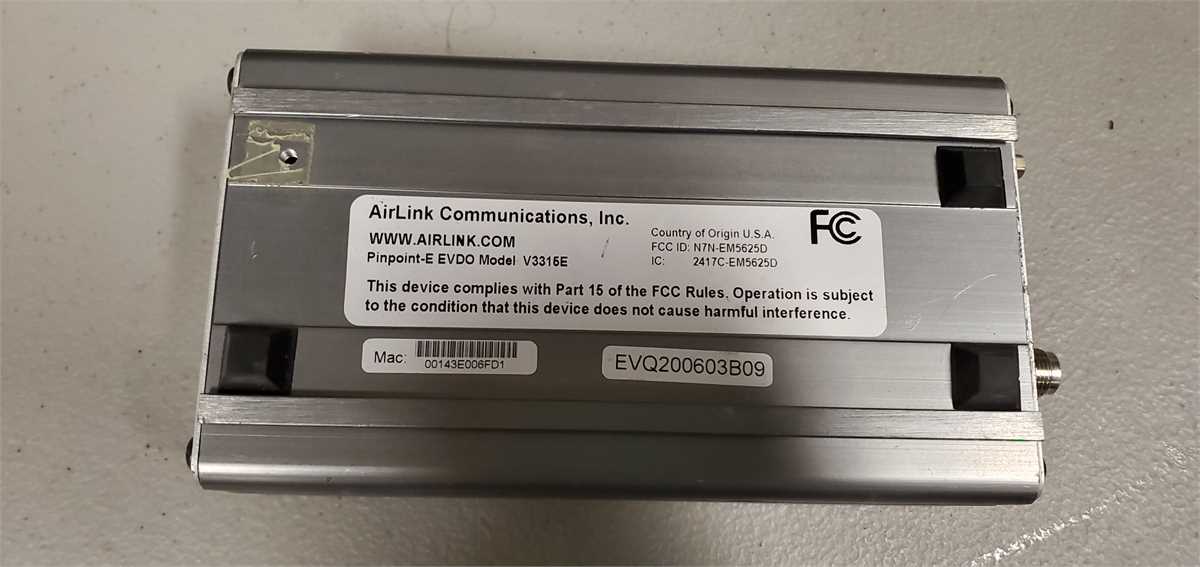 AirLink Communications, Inc.
WWW.AIRLINK.COM
Pinpoint-E EVDO Model V3315E
Country of Origin U.S.A.
FCC ID: N7N-EM5625D
IC: 2417C-EM5625D
FC
This device complies with Part 15 of the FCC Rules. Operation is subject
to the condition that this device does not cause harmful interference.
Mac:
00143E006FD1
EVQ200603B09